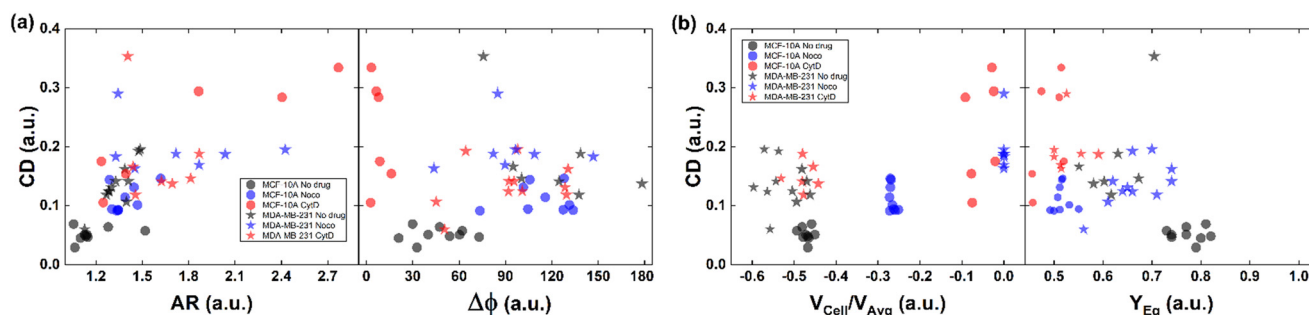 (a)
0.4
0.3
0.2
0.1
0.0
CD (a.u.)
MCF-10A No drug
MCF-10A Noco
MCF-10A CytD
MDA-MB-231 No drug
MDA-MB-231 Noco
MDA MB 231 CytD
1.2 1.5 1.8 2.1 2.4 2.7
AR (a.u.)
0 30 60 90 120 150 180
Δϕ (a.u.)
(b)
0.4
0.3
0.2
0.1
0.0
CD (a.u.)
MCF-10A No drug
MCF-10A Noco
MCF-10A CytD
MDA-MB-231 No drug
MDA-MB-231 Noco
MDA-MB-231 CytD
-0.6 -0.5 -0.4 -0.3 -0.2 -0.1 0.0
V_Cell/V_Avg (a.u.)
0.5 0.6 0.7 0.8 0.9 1.0
Y_Eq (a.u.)